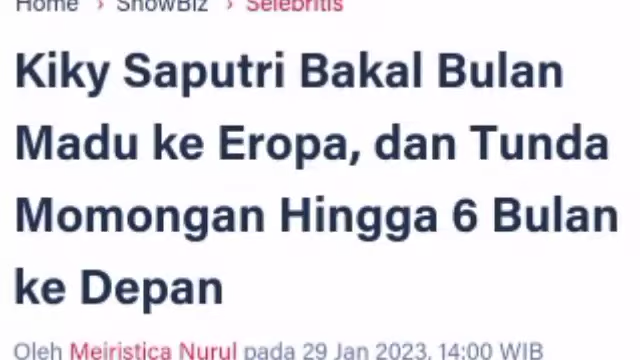 Home › ShowBiz › Selebritis
Kiky Saputri Bakal Bulan
Madu ke Eropa, dan Tunda
Momongan Hingga 6 Bulan
ke Depan
Oleh Meiristica Nurul pada 29 Jan 2023, 14:00 WIB